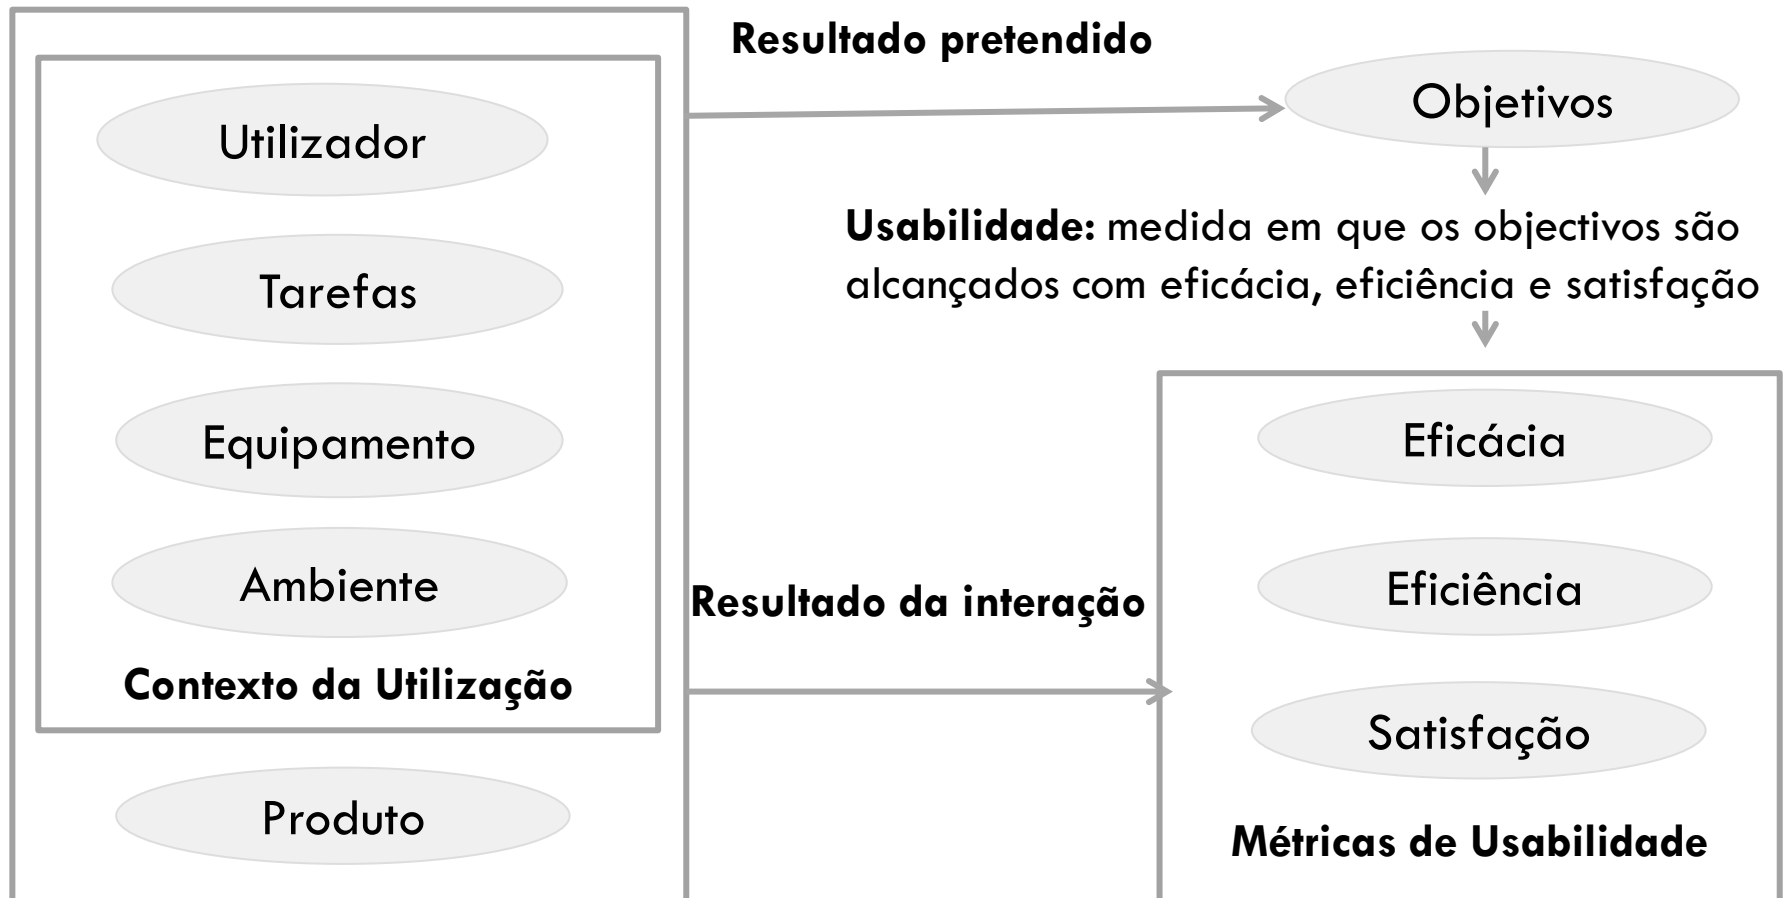 Utilizador
Tarefas
Equipamento
Ambiente
Contexto da Utilização
Produto
Resultado pretendido
Objetivos
Usabilidade: medida em que os objectivos são
alcançados com eficácia, eficiência e satisfação
Resultado da interação
Eficácia
Eficiência
Satisfação
Métricas de Usabilidade